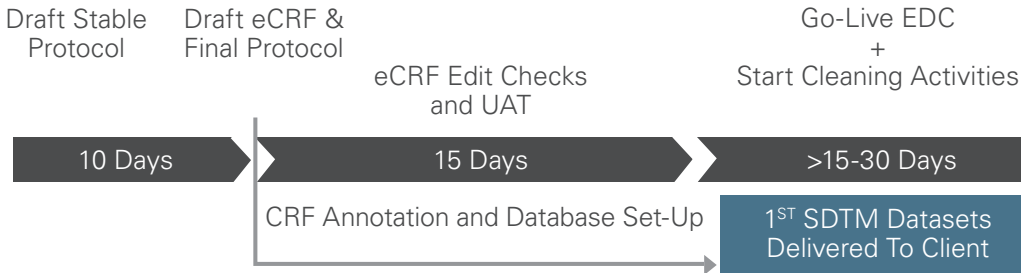 Draft Stable
Protocol
Draft eCRF &
Final Protocol
eCRF Edit Checks
and UAT
Go-Live EDC
+
Start Cleaning Activities
10 Days
15 Days
>15-30 Days
CRF Annotation and Database Set-Up
1ST SDTM Datasets
Delivered To Client